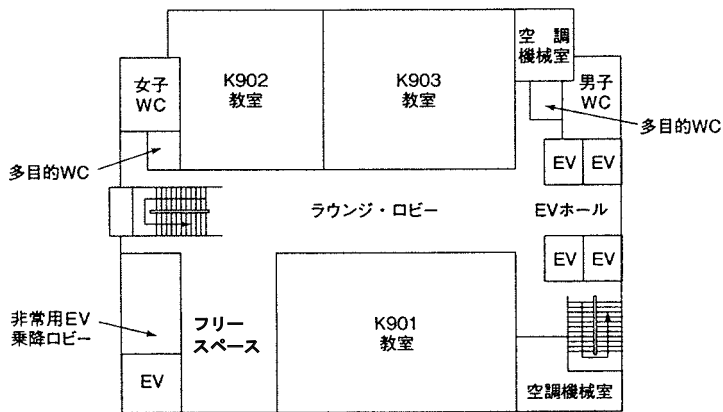 空 調
機械室
女子
WC
K902
教室
K903
教室
男子
WC
多目的WC
多目的WC
EV
EV
ラウンジ・ロビー
EVホール
EV
EV
非常用EV
乗降ロビー
フリー
スペース
K901
教室
EV
空調機械室